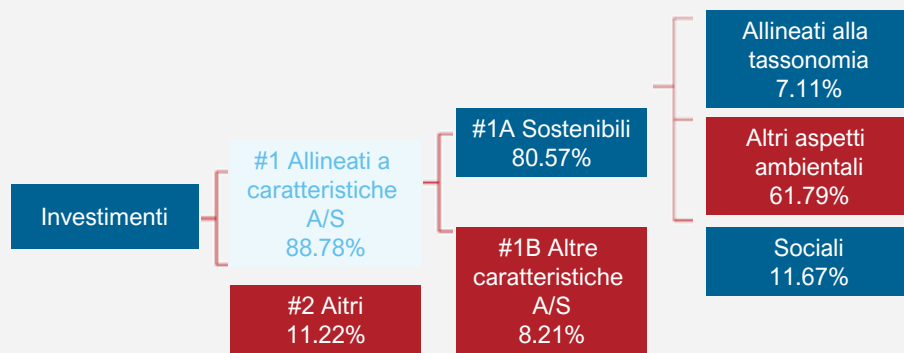 Investimenti
#1 Allineati a
caratteristiche
A/S
88.78%
#2 Aitri
11.22%
#1A Sostenibili
80.57%
#1B Altre
caratteristiche
A/S
8.21%
Allineati alla
tassonomia
7.11%
Altri aspetti
ambientali
61.79%
Sociali
11.67%